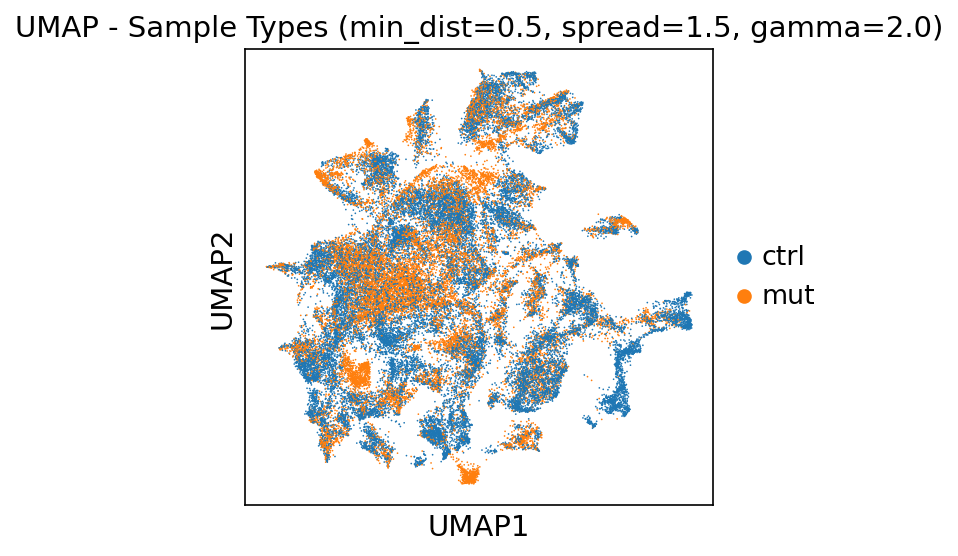 UMAP - Sample Types (min_dist=0.5, spread=1.5, gamma=2.0)
UMAP2
ctrl
mut
UMAP1